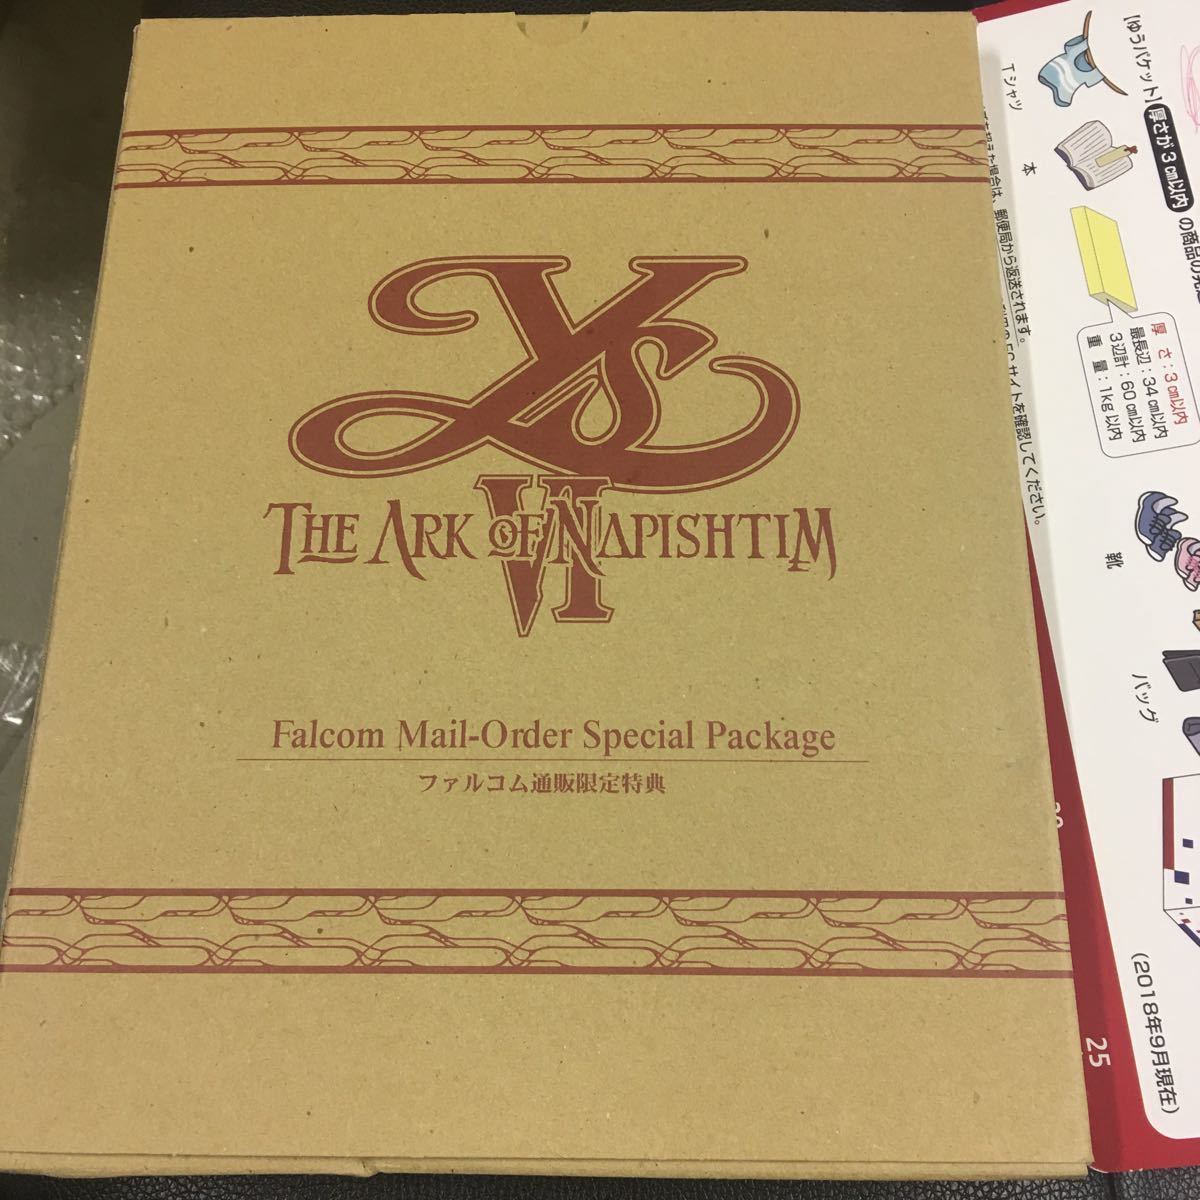 Ys
VI
THE ARK OF NAPISHTIM
Falcom Mail-Order Special Package
ファルコム通販限定特典
【ゆうパケット】厚さが3㎝以内の商品の発
Tシャツ
本
靴
バッグ
厚さ：3㎝以内
最長辺：34㎝以内
3辺計：60㎝以内
重量：1kg以内
場合は、郵便局から返送されます。
サイトを確認してください。
(2018年9月現在)
25